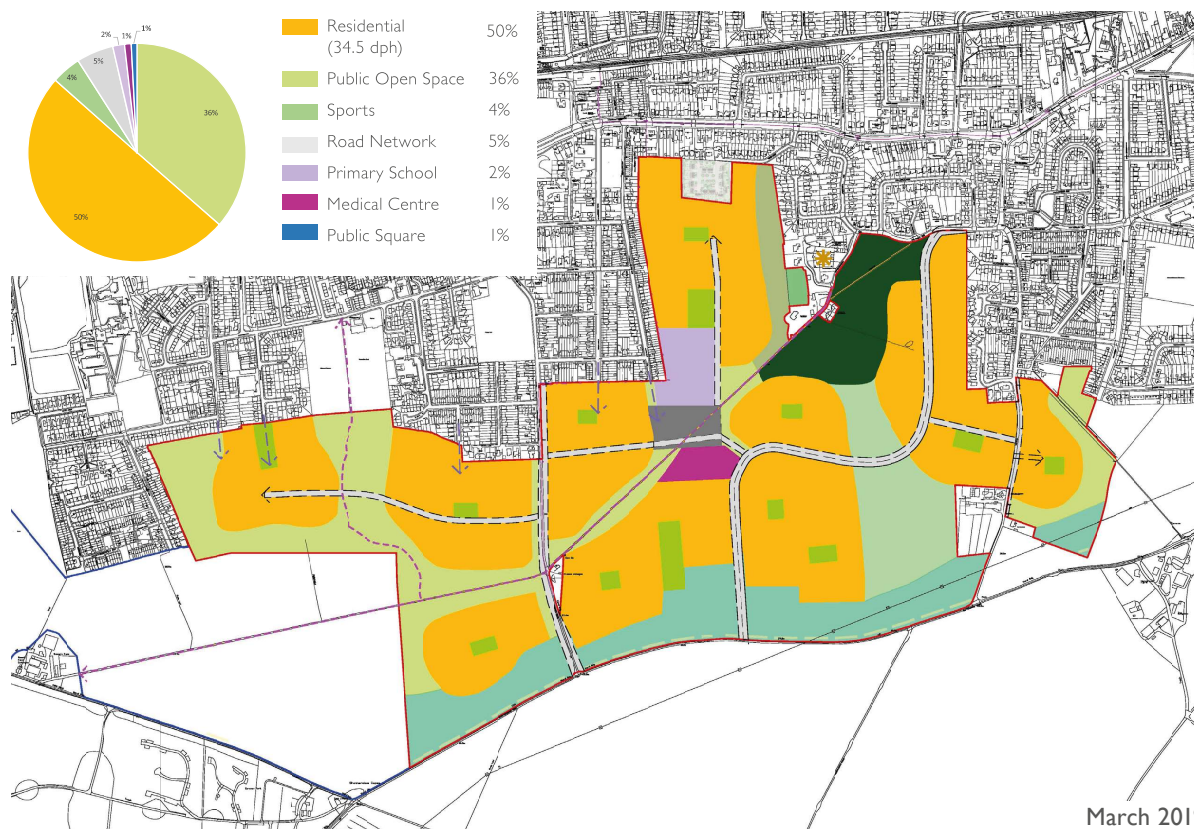 2%
1%
1%
5%
4%
36%
50%
Residential 50%
(34.5 dph)
Public Open Space 36%
Sports 4%
Road Network 5%
Primary School 2%
Medical Centre 1%
Public Square 1%
March 201